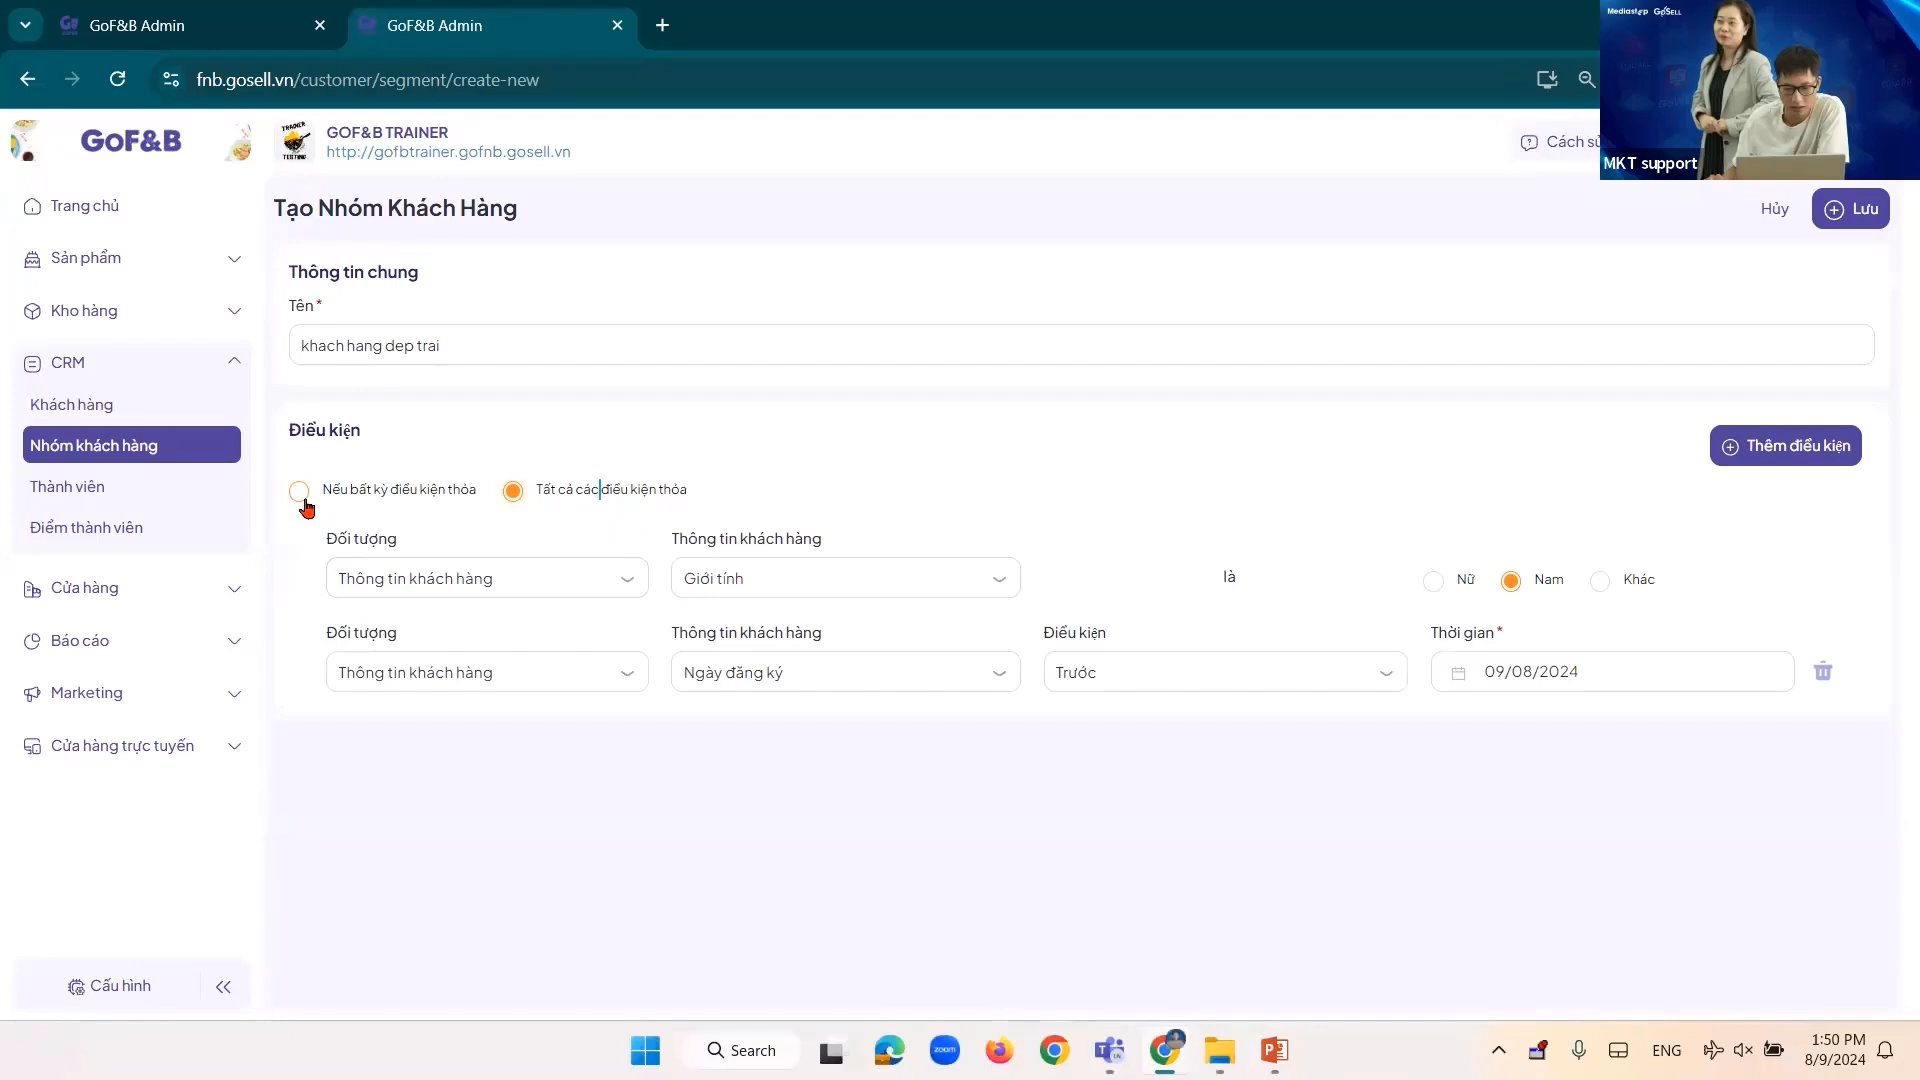 GoF&B Admin
GoF&B Admin
fnb.gosell.vn/customer/segment/create-new
Mediastep GoSELL
MKT support
GoF&B
TRAINER
TESTING
GOF&B TRAINER
http://gofbtrainer.gofnb.gosell.vn
Cách sử
Trang chủ
Sản phẩm
Kho hàng
CRM
Khách hàng
Nhóm khách hàng
Thành viên
Điểm thành viên
Cửa hàng
Báo cáo
Marketing
Cửa hàng trực tuyến
Cấu hình
Tạo Nhóm Khách Hàng
Hủy
Lưu
Thông tin chung
Tên *
khach hang dep trai
Điều kiện
Thêm điều kiện
Nếu bất kỳ điều kiện thỏa
Tất cả các điều kiện thỏa
Đối tượng
Thông tin khách hàng
Thông tin khách hàng
Giới tính
là
Nữ
Nam
Khác
Đối tượng
Thông tin khách hàng
Điều kiện
Thời gian *
Thông tin khách hàng
Ngày đăng ký
Trước
09/08/2024
Search
zoom
ENG
1:50 PM
8/9/2024